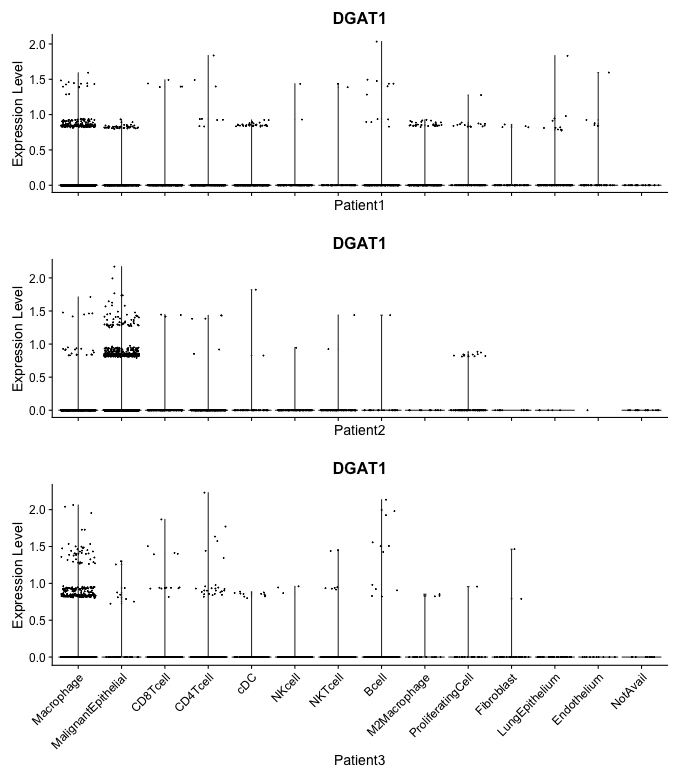 DGAT1
Expression Level
2.0
1.5
1.0
0.5
0.0
Patient1
DGAT1
Expression Level
2.0
1.5
1.0
0.5
0.0
Patient2
DGAT1
Expression Level
2.0
1.5
1.0
0.5
0.0
Macrophage
MalignantEpithelial
CD8Tcell
CD4Tcell
cDC
NKcell
NKTcell
Bcell
M2Macrophage
ProliferatingCell
Fibroblast
LungEpithelium
Endothelium
NotAvail
Patient3